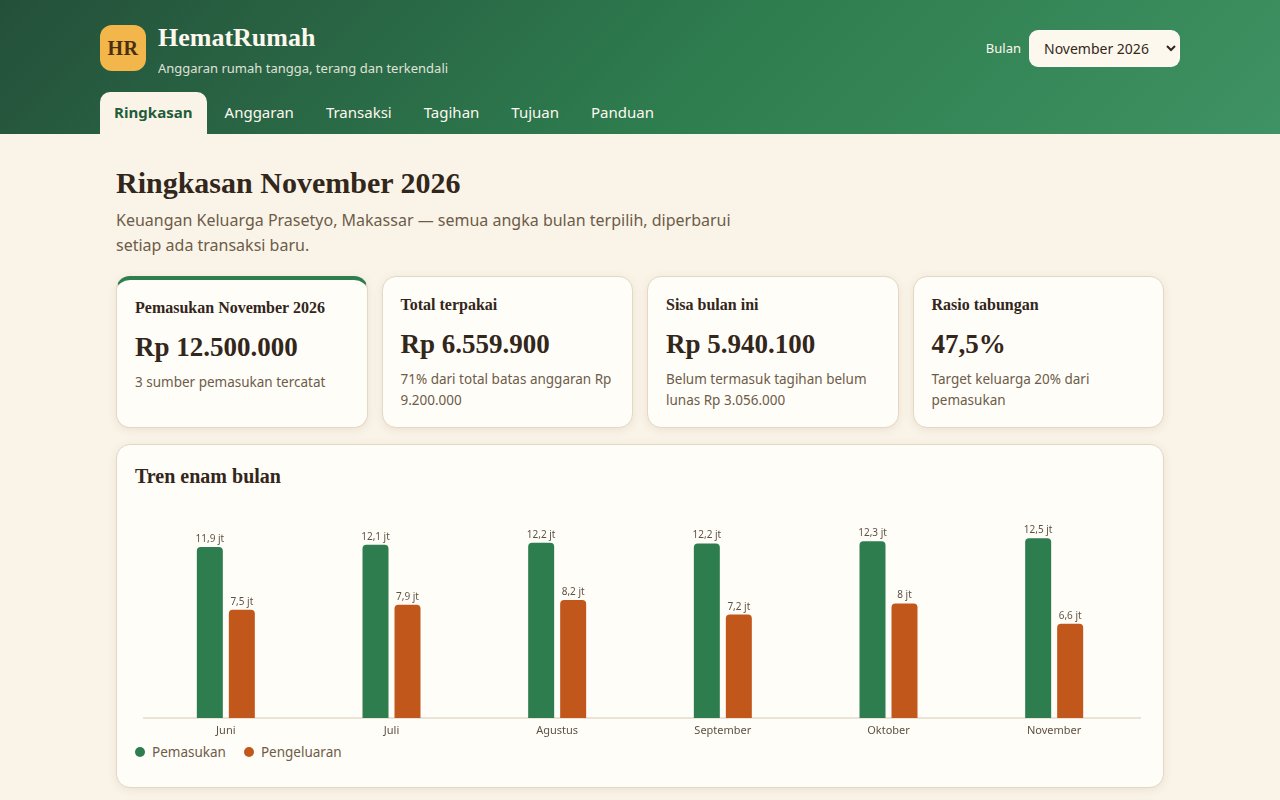 HR
HematRumah
Anggaran rumah tangga, terang dan terkendali
Bulan
November 2026
Ringkasan
Anggaran
Transaksi
Tagihan
Tujuan
Panduan
Ringkasan November 2026
Keuangan Keluarga Prasetyo, Makassar — semua angka bulan terpilih, diperbarui
setiap ada transaksi baru.
Pemasukan November 2026
Rp 12.500.000
3 sumber pemasukan tercatat
Total terpakai
Rp 6.559.900
71% dari total batas anggaran Rp
9.200.000
Sisa bulan ini
Rp 5.940.100
Belum termasuk tagihan belum
lunas Rp 3.056.000
Rasio tabungan
47,5%
Target keluarga 20% dari
pemasukan
Tren enam bulan
11,9 jt
7,5 jt
12,1 jt
7,9 jt
12,2 jt
8,2 jt
12,2 jt
7,2 jt
12,3 jt
8 jt
12,5 jt
6,6 jt
Juni
Juli
Agustus
September
Oktober
November
Pemasukan
Pengeluaran